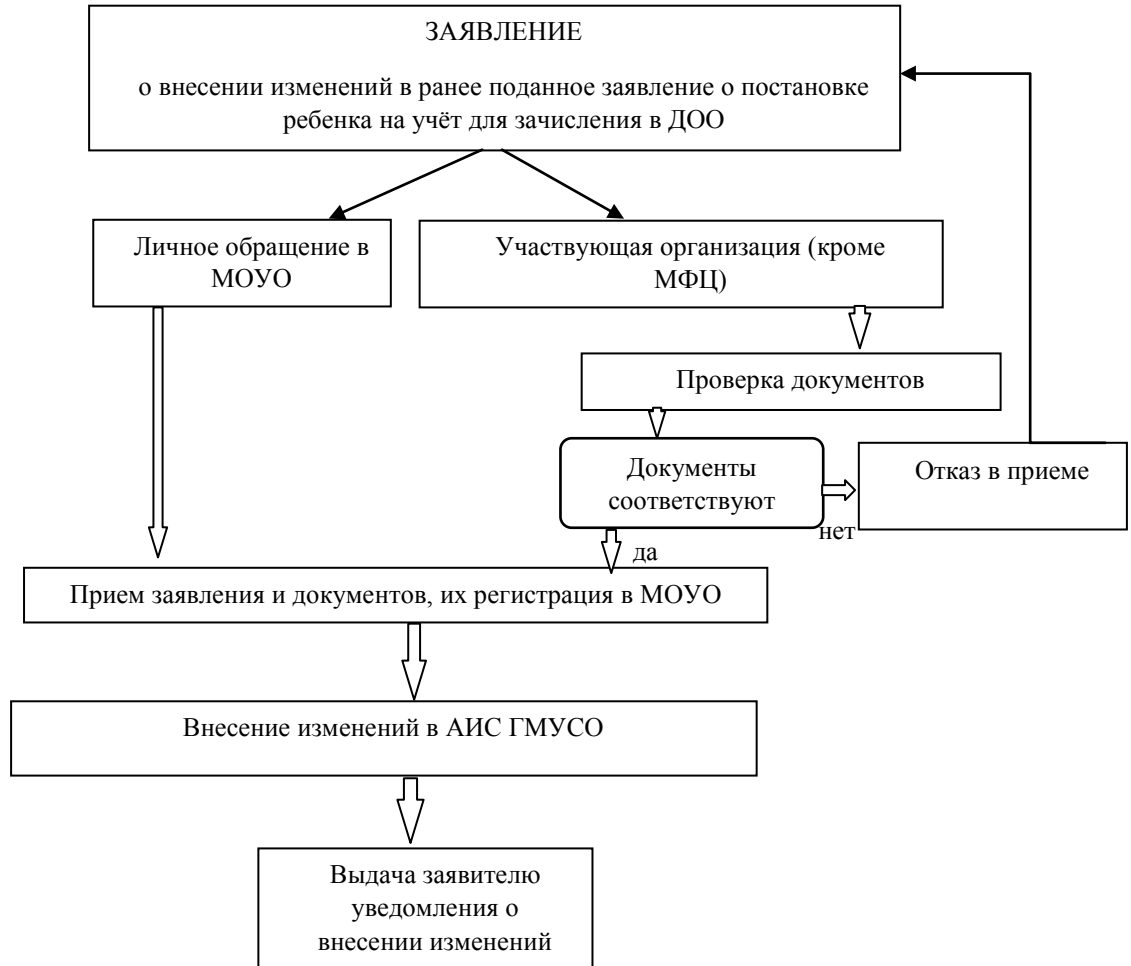 ЗАЯВЛЕНИЕ
о внесении изменений в ранее поданное заявление о постановке
ребенка на учёт для зачисления в ДОО
Личное обращение в
МОУО
Участвующая организация (кроме
МФЦ)
Проверка документов
Документы
соответствуют
Отказ в приеме
нет
да
Прием заявления и документов, их регистрация в МОУО
Внесение изменений в АИС ГМУСО
Выдача заявителю
уведомления о
внесении изменений